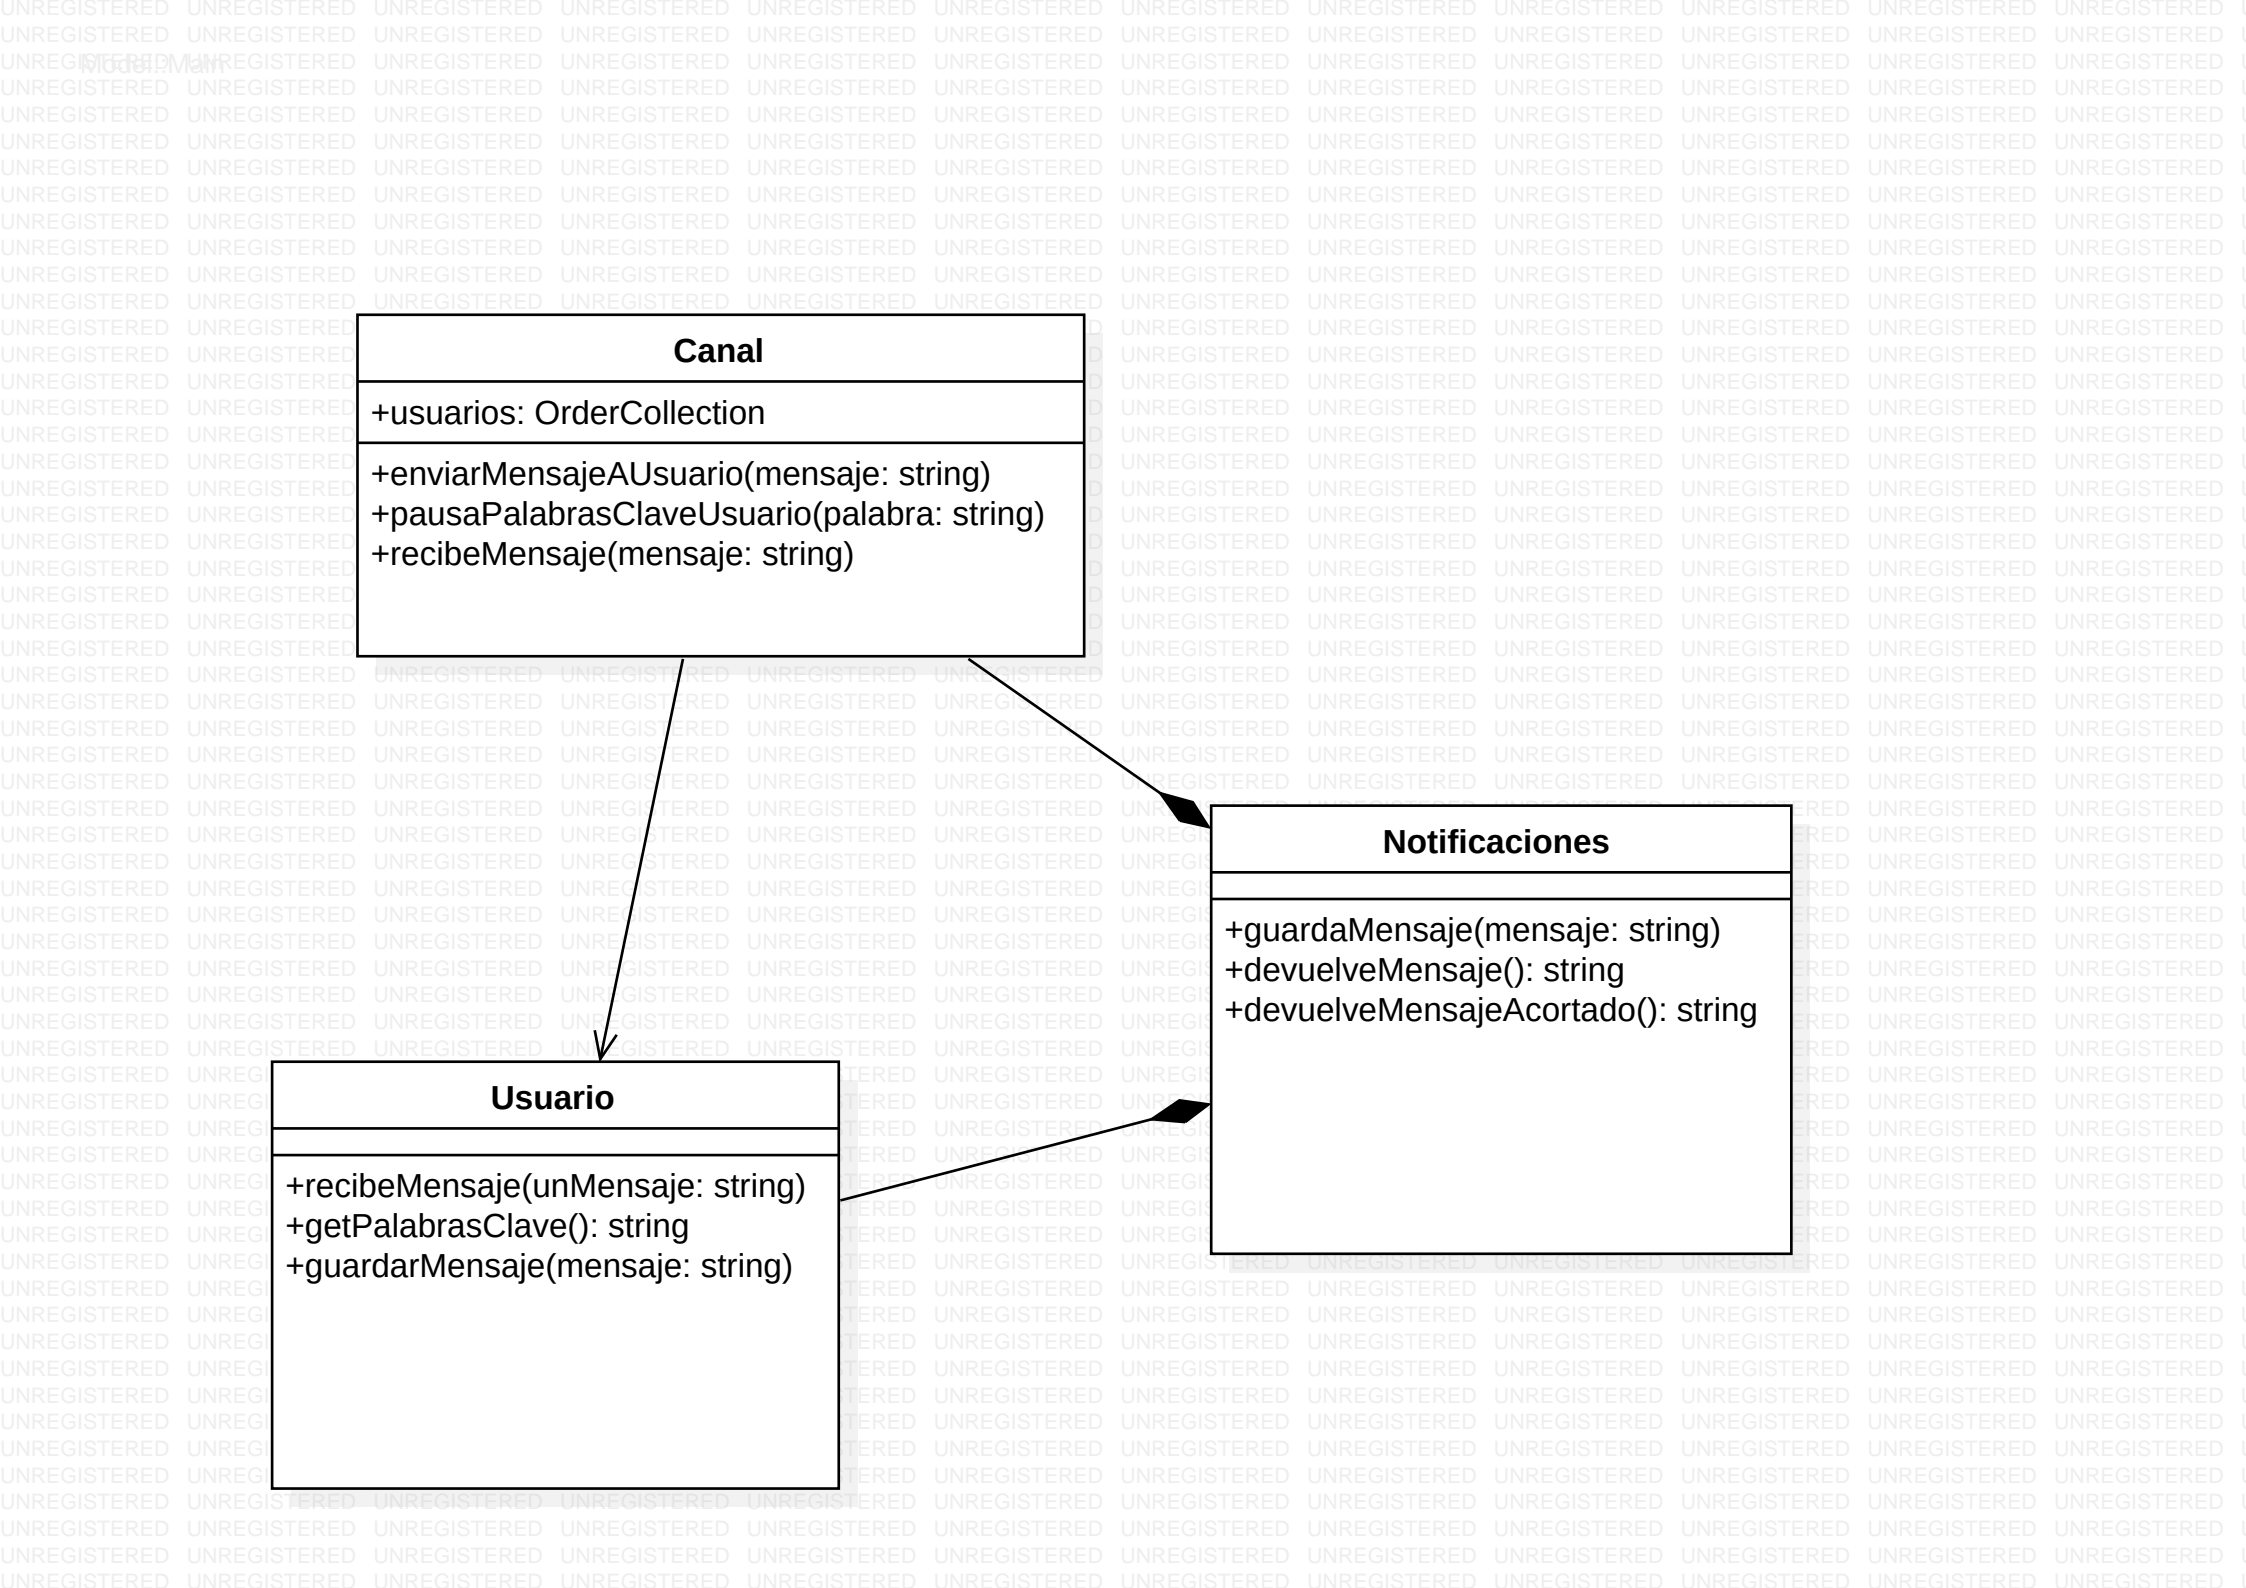 Model::Main
Canal
+usuarios: OrderCollection
+enviarMensajeAUsuario(mensaje: string)
+pausaPalabrasClaveUsuario(palabra: string)
+recibeMensaje(mensaje: string)
Notificaciones
+guardaMensaje(mensaje: string)
+devuelveMensaje(): string
+devuelveMensajeAcortado(): string
Usuario
+recibeMensaje(unMensaje: string)
+getPalabrasClave(): string
+guardarMensaje(mensaje: string)
UNREGISTERED